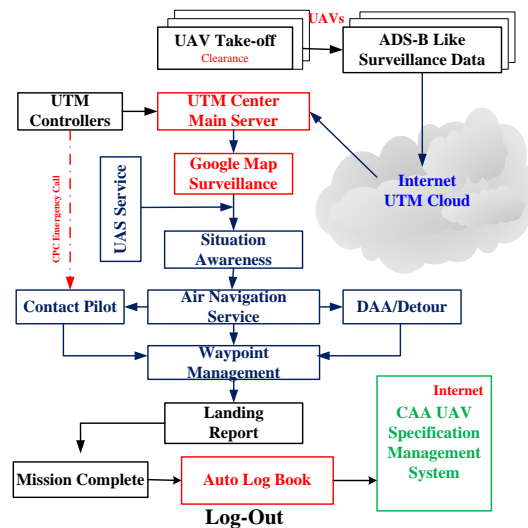 UAVs
UAV Take-off
Clearance
ADS-B Like
Surveillance Data
UTM
Controllers
UTM Center
Main Server
Google Map
Surveillance
Internet
UTM Cloud
CPC Emergency Call
UAS Service
Situation
Awareness
Contact Pilot
Air Navigation
Service
DAA/Detour
Waypoint
Management
Landing
Report
Internet
CAA UAV
Specification
Management
System
Mission Complete
Auto Log Book
Log-Out